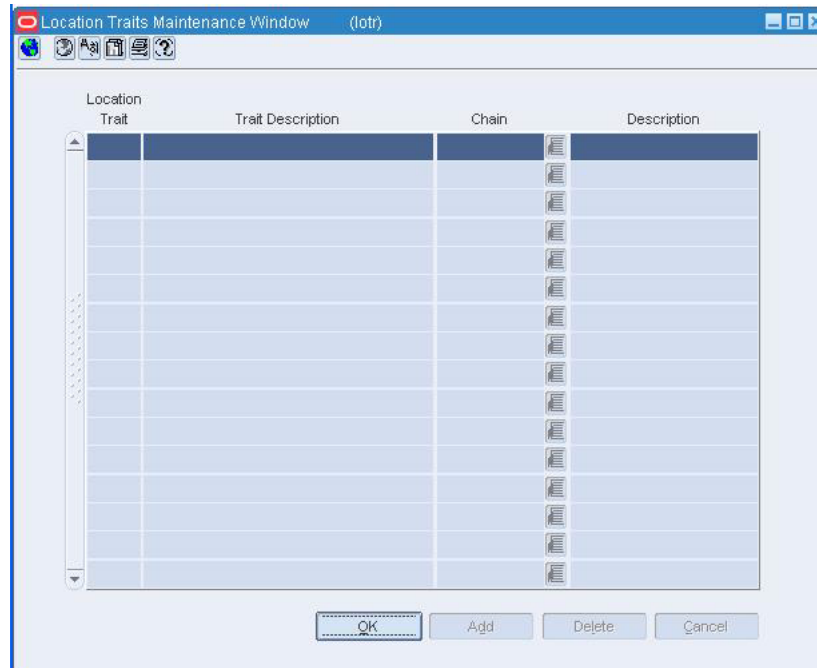 Location Traits Maintenance Window (lotr)
Location
Trait Trait Description Chain Description
OK Add Delete Cancel